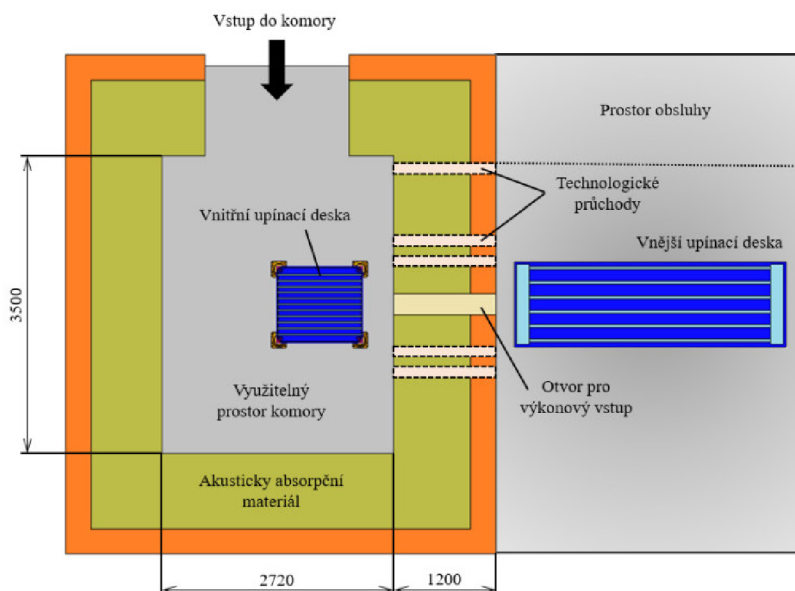 Vstup do komory
Prostor obsluhy
Technologické
průchody
Vnitřní upínací deska
Vnější upínací deska
3500
Využitelný
prostor komory
Otvor pro
výkonový vstup
Akusticky absorpční
materiál
2720
1200